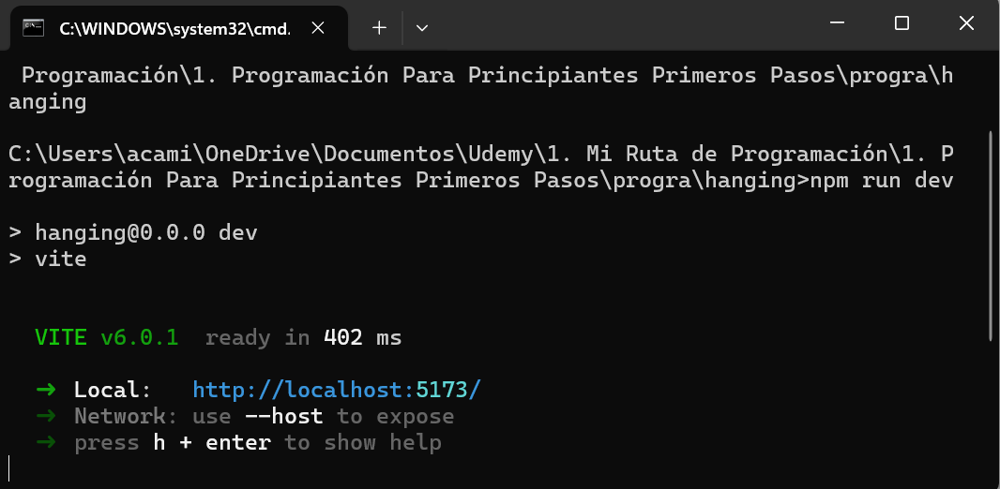 C:\WINDOWS\system32\cmd.
Programación\1. Programación Para Principiantes Primeros Pasos\progra\h
anging
C:\Users\acami\OneDrive\Documentos\Udemy\1. Mi Ruta de Programación\1. P
rogramación Para Principiantes Primeros Pasos\progra\hanging>npm run dev
> hanging@0.0.0 dev
> vite
VITE v6.0.1  ready in 402 ms
➜ Local:   http://localhost:5173/
➜ Network: use --host to expose
➜ press h + enter to show help